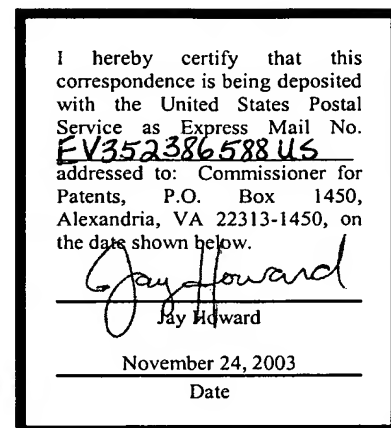 I hereby certify that this
correspondence is being deposited
with the United States Postal
Service as Express Mail No.
EV352386588US
addressed to: Commissioner for
Patents, P.O. Box 1450,
Alexandria, VA 22313-1450, on
the date shown below.
Jay Howard
Jay Howard
November 24, 2003
Date